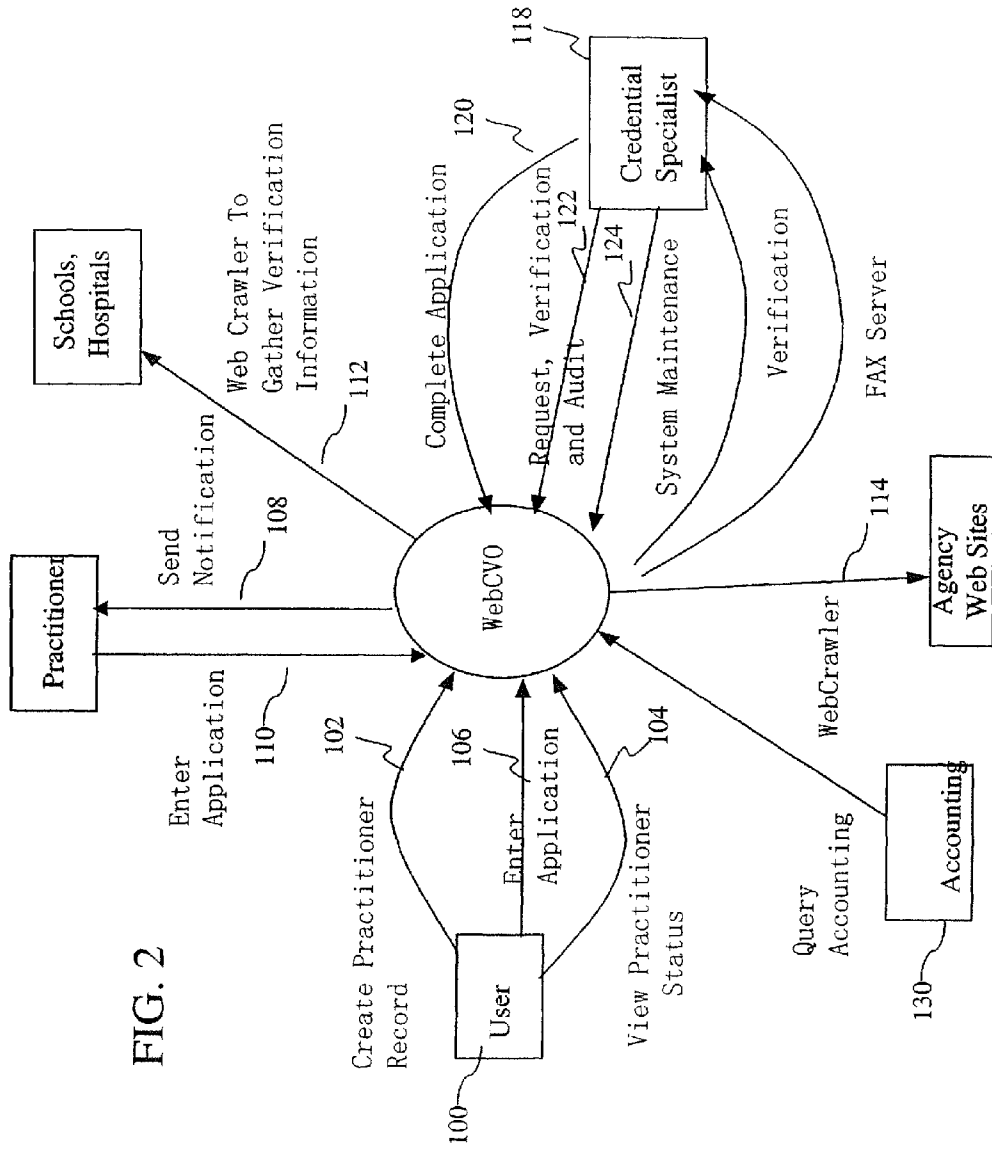 FIG. 2
Practitioner
Schools,
Hospitals
Enter
Application
110
Send
Notification
108
Web Crawler To
Gather Verification
Information
112
Create Practitioner
Record
102
User
100
Enter
Application
106
View Practitioner
Status
104
WebCVO
Complete Application
120
Credential
Specialist
118
Request, Verification
and Audit
122
124
System Maintenance
Verification
FAX Server
Query
Accounting
Accounting
130
WebCrawler
114
Agency
Web Sites